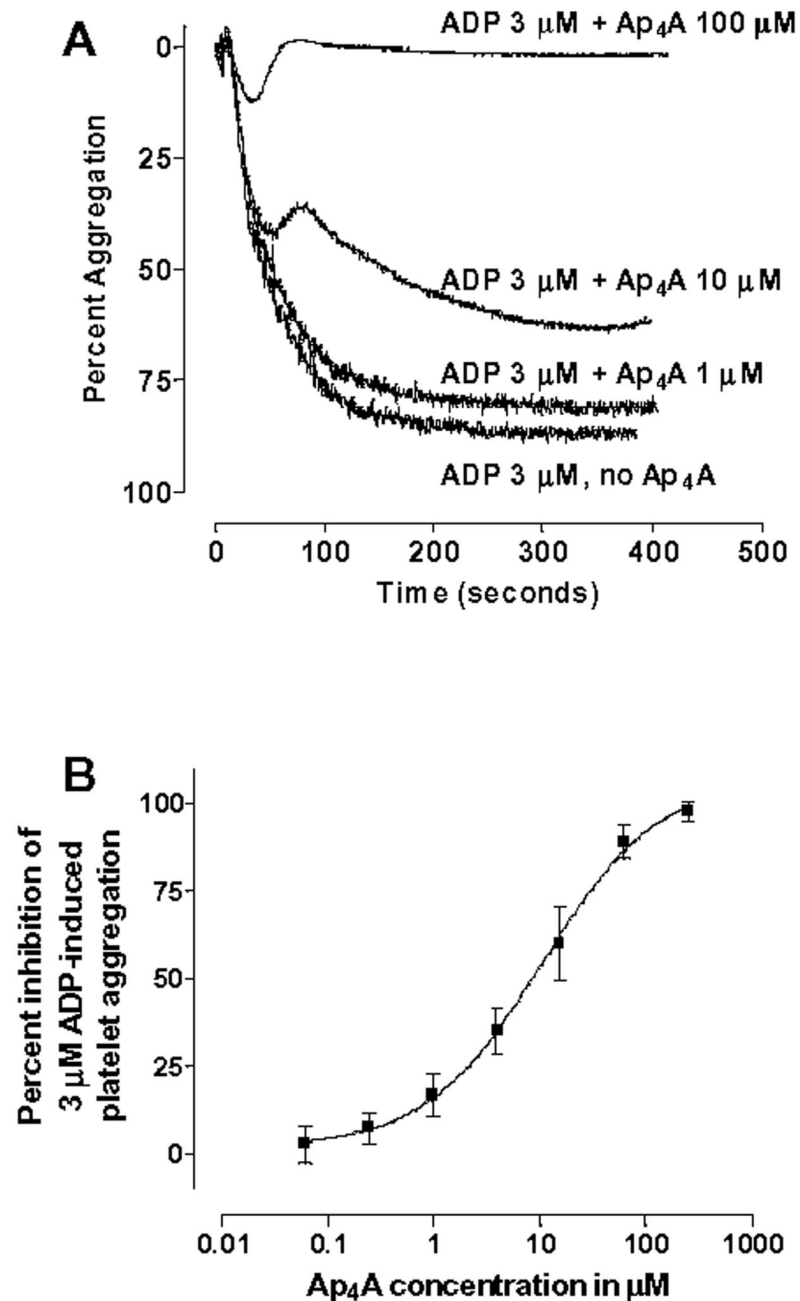 A
ADP 3 μM + Ap₄A 100 μM
0
25
50
75
100
Percent Aggregation
ADP 3 μM + Ap₄A 10 μM
ADP 3 μM + Ap₄A 1 μM
ADP 3 μM, no Ap₄A
0 100 200 300 400 500
Time (seconds)
B
Percent inhibition of
3 μM ADP-induced
platelet aggregation
100
75
50
25
0
0.01 0.1 1 10 100 1000
Ap₄A concentration in μM